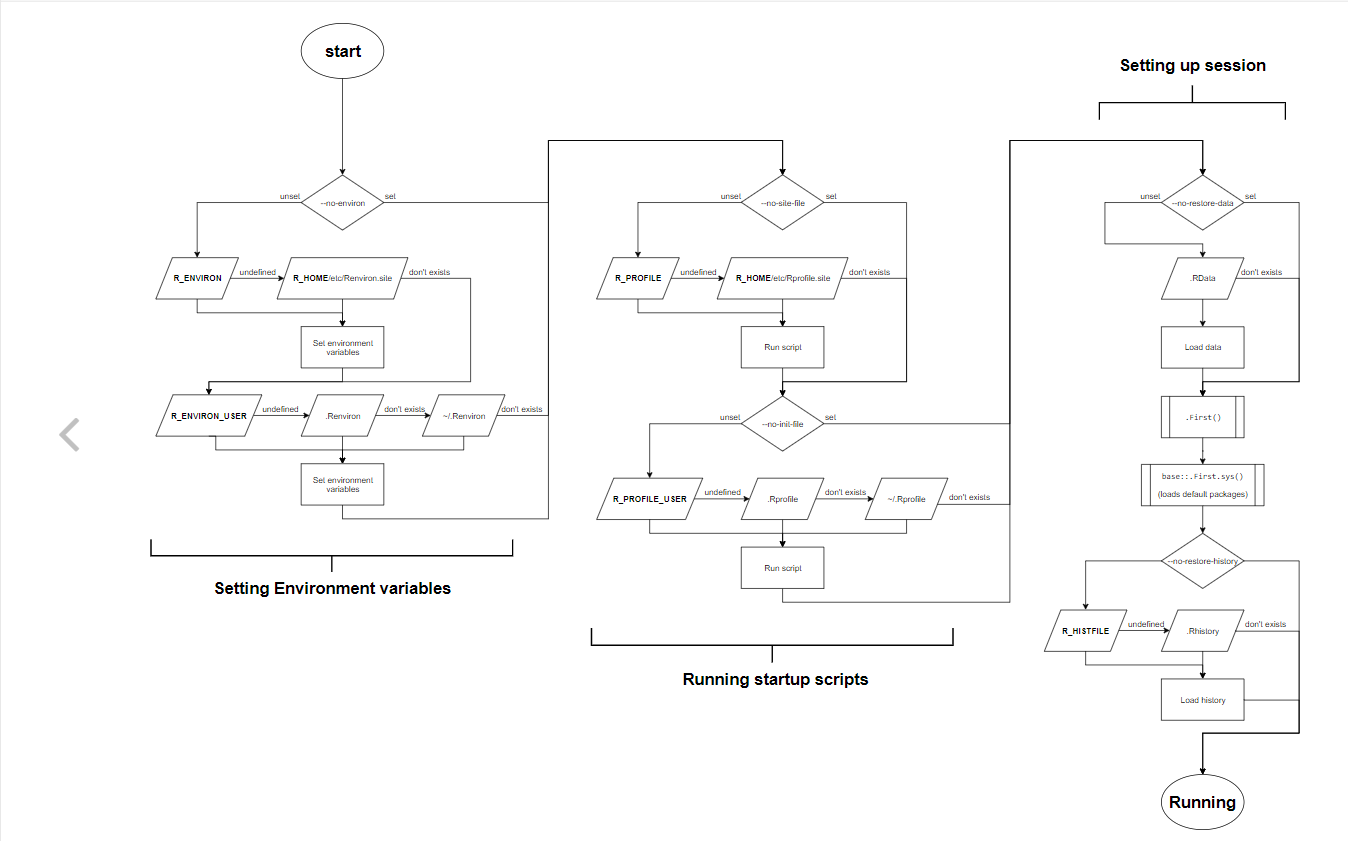 start
--no-environ
unset
set
R_ENVIRON
undefined
R_HOME/etc/Renviron.site
don't exists
Set environment
variables
R_ENVIRON_USER
undefined
.Renviron
don't exists
~/.Renviron
don't exists
Set environment
variables
Setting Environment variables
unset
--no-site-file
set
R_PROFILE
undefined
R_HOME/etc/Rprofile.site
don't exists
Run script
unset
--no-init-file
set
R_PROFILE_USER
undefined
.Rprofile
don't exists
~/.Rprofile
don't exists
Run script
Running startup scripts
Setting up session
unset
--no-restore-data
set
.RData
don't exists
Load data
.First()
base::.First.sys()
(loads default packages)
--no-restore-history
R_HISTFILE
undefined
.Rhistory
don't exists
Load history
Running